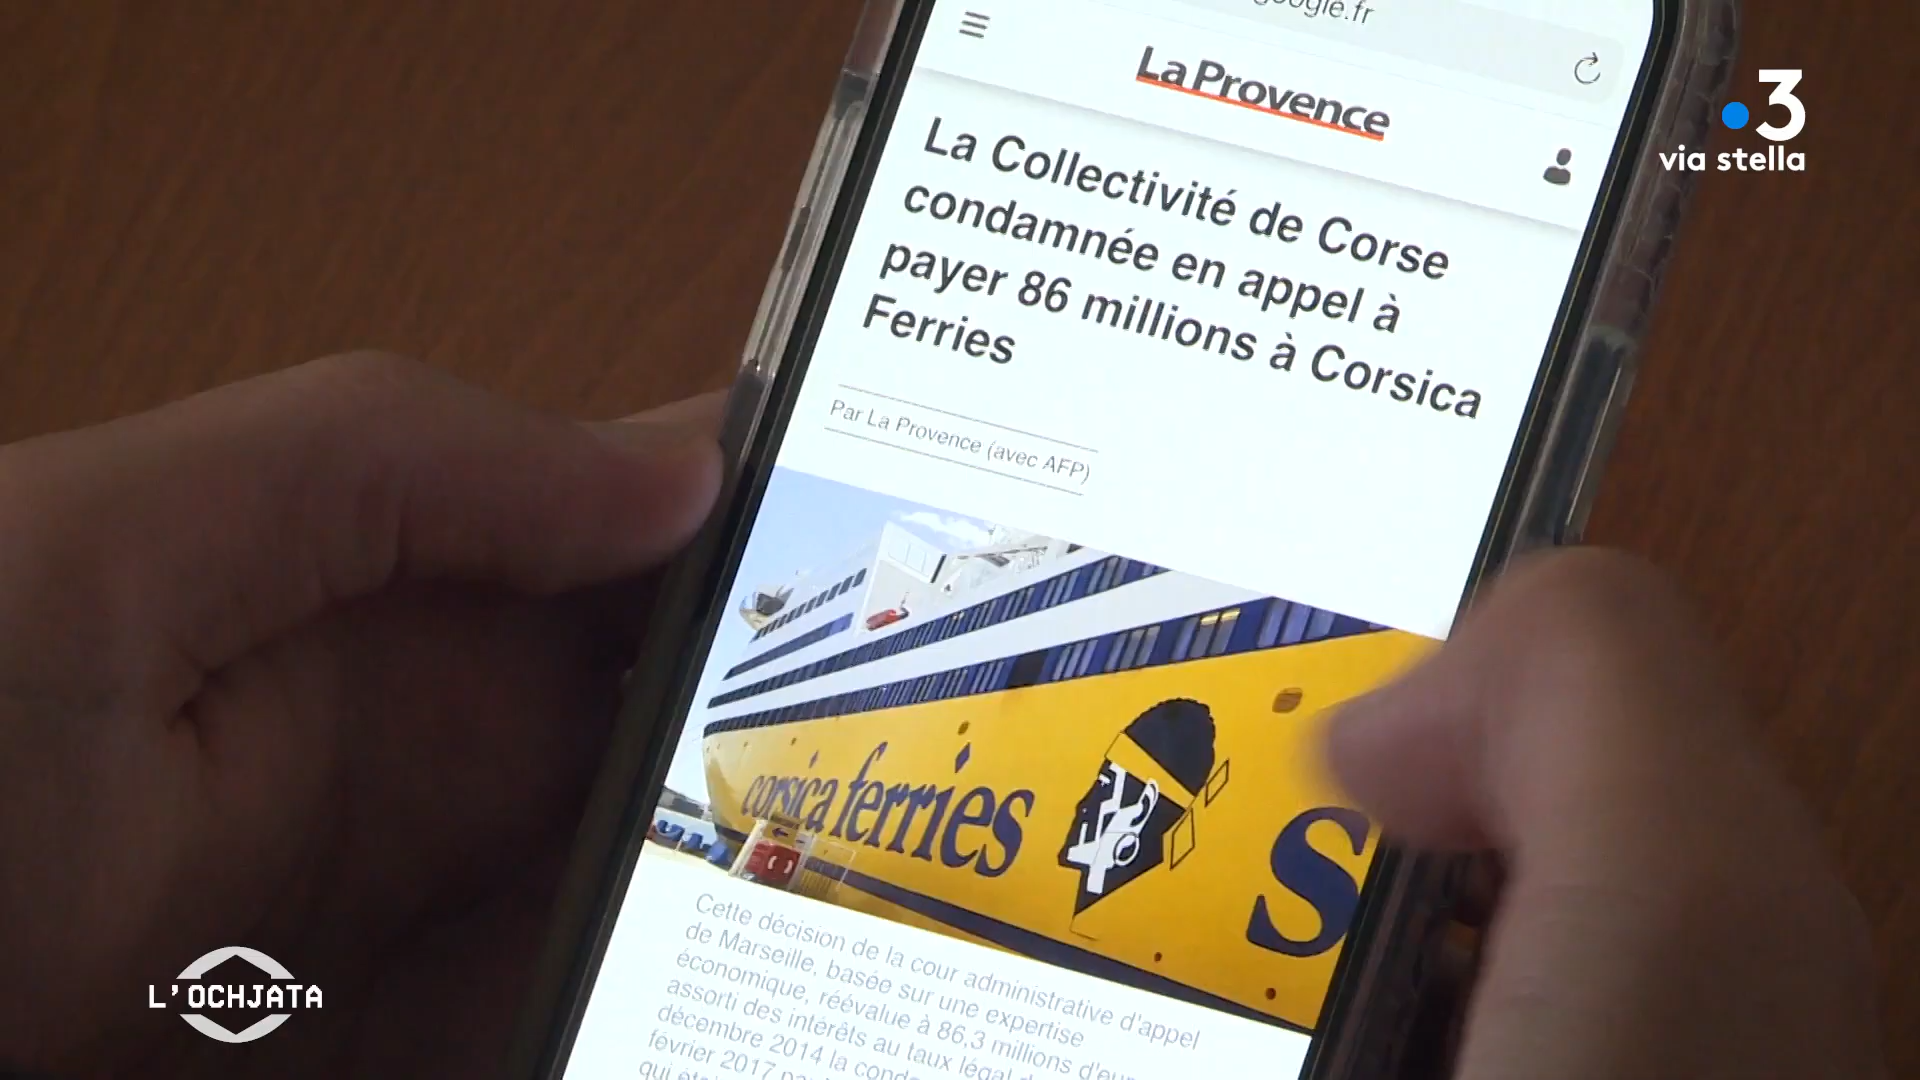 google.fr
La Provence
3
via stella
La Collectivité de Corse
condamnée en appel à
payer 86 millions à Corsica
Ferries
Par La Provence (avec AFP)
corsica ferries
S
Cette décision de la cour administrative d'appel
de Marseille, basée sur une expertise
économique, réévalue à 86,3 millions
assorti des intérêts au taux légal
décembre 2014 la
février 2017
qui
L'OCHJATA